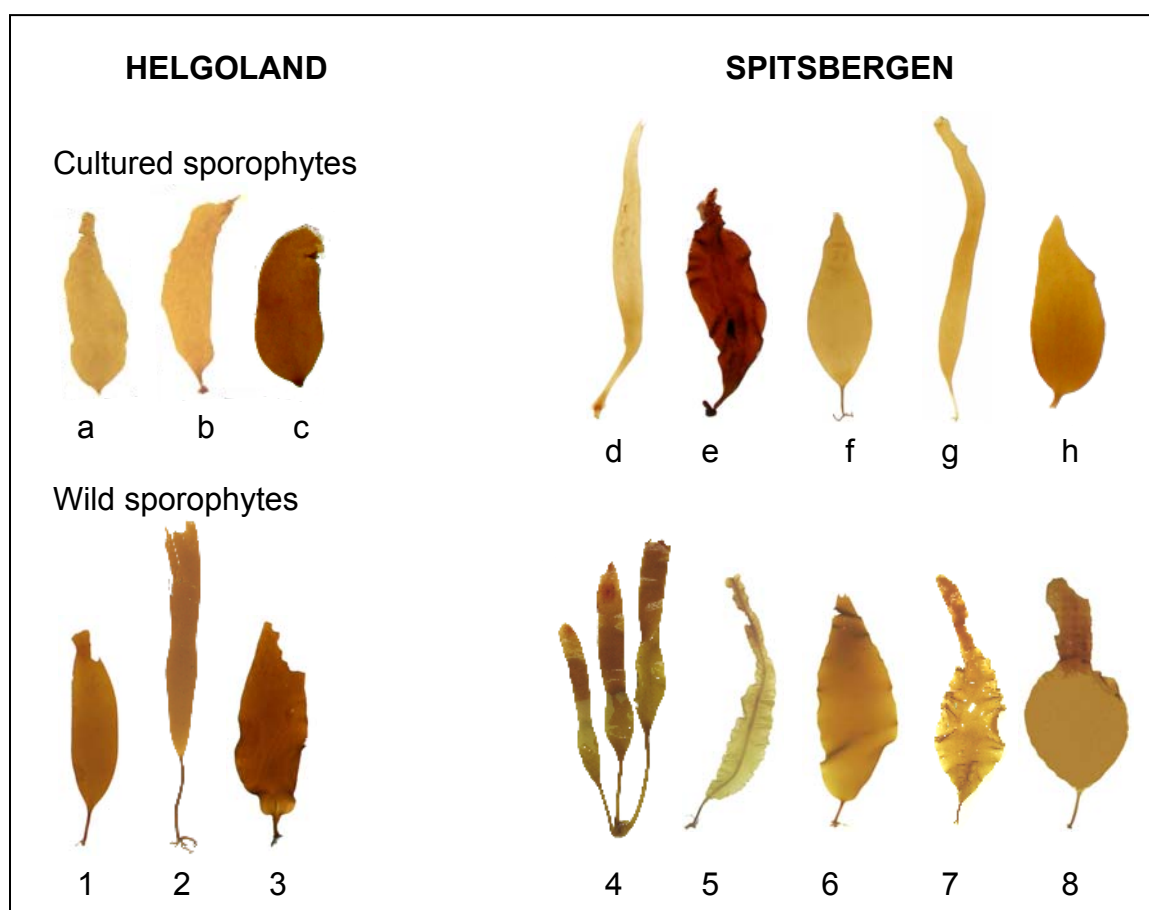 HELGOLAND
SPITSBERGEN
Cultured sporophytes
a b c
d e f g h
Wild sporophytes
1 2 3
4 5 6 7 8